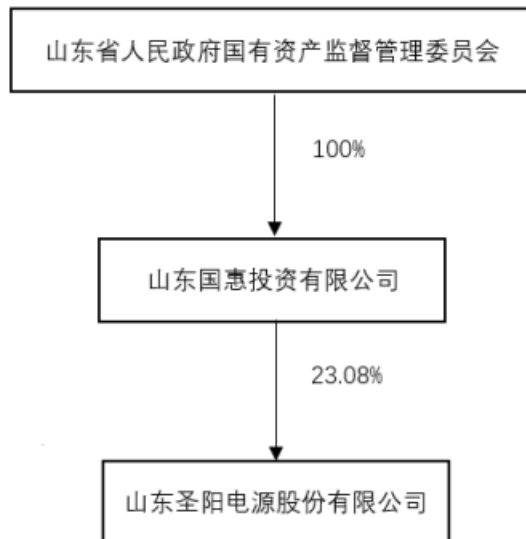 山东省人民政府国有资产监督管理委员会
100%
山东国惠投资有限公司
23.08%
山东圣阳电源股份有限公司